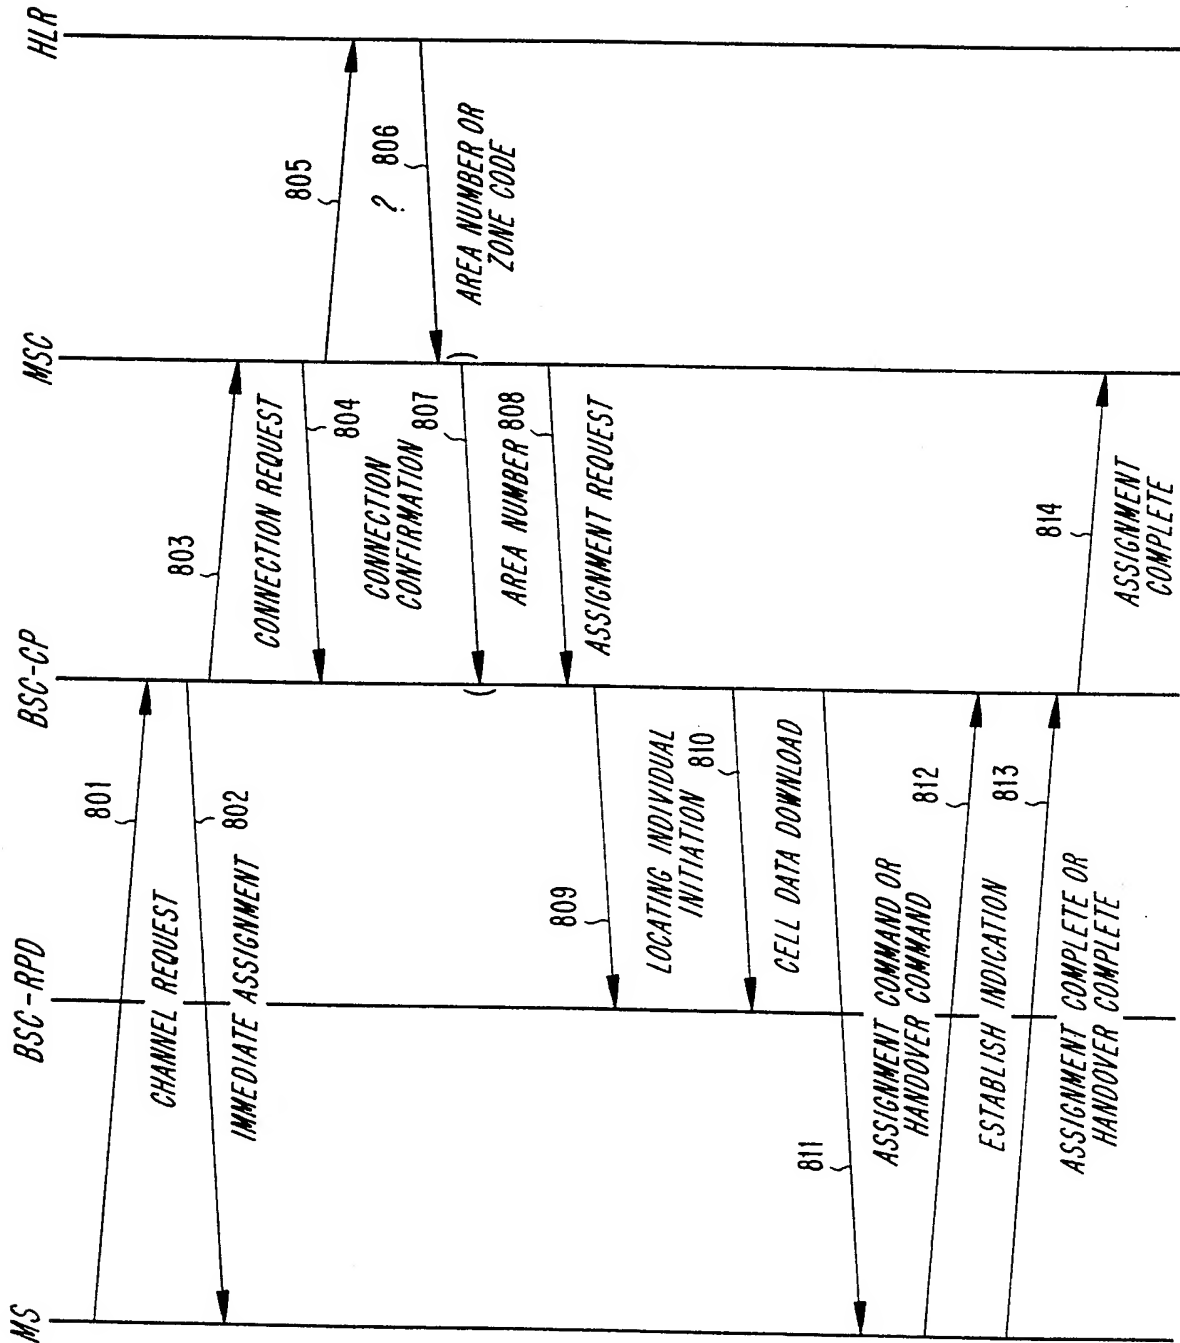 MS
BSC-RPD
BSC-CP
MSC
HLR
801
CHANNEL REQUEST
802
IMMEDIATE ASSIGNMENT
803
CONNECTION REQUEST
804
CONNECTION
CONFIRMATION
805
?
806
AREA NUMBER OR
ZONE CODE
807
AREA NUMBER
808
ASSIGNMENT REQUEST
809
LOCATING INDIVIDUAL
INITIATION
810
CELL DATA DOWNLOAD
811
ASSIGNMENT COMMAND OR
HANDOVER COMMAND
812
ESTABLISH INDICATION
813
ASSIGNMENT COMPLETE OR
HANDOVER COMPLETE
814
ASSIGNMENT
COMPLETE